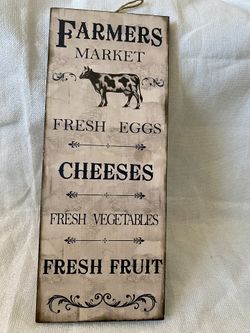 FARMERS
MARKET
FRESH EGGS
CHEESES
FRESH VEGETABLES
FRESH FRUIT